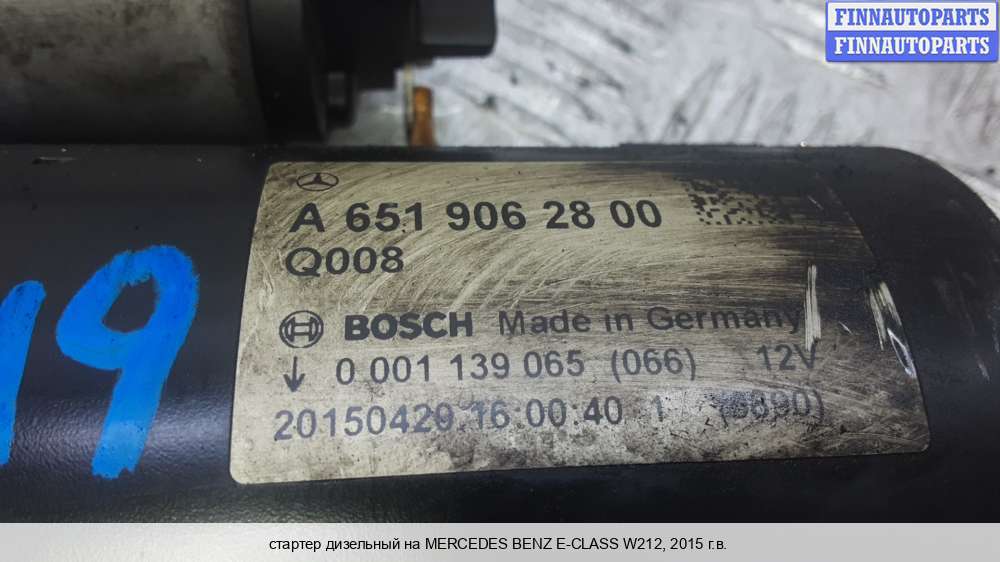 FINNAUTOPARTS
FINNAUTOPARTS
A 651 906 28 00
Q008
BOSCH Made in Germany
↓ 0 001 139 065 (066) 12V
20150429 16:00:40 1
19
стартер дизельный на MERCEDES BENZ E-CLASS W212, 2015 г.в.